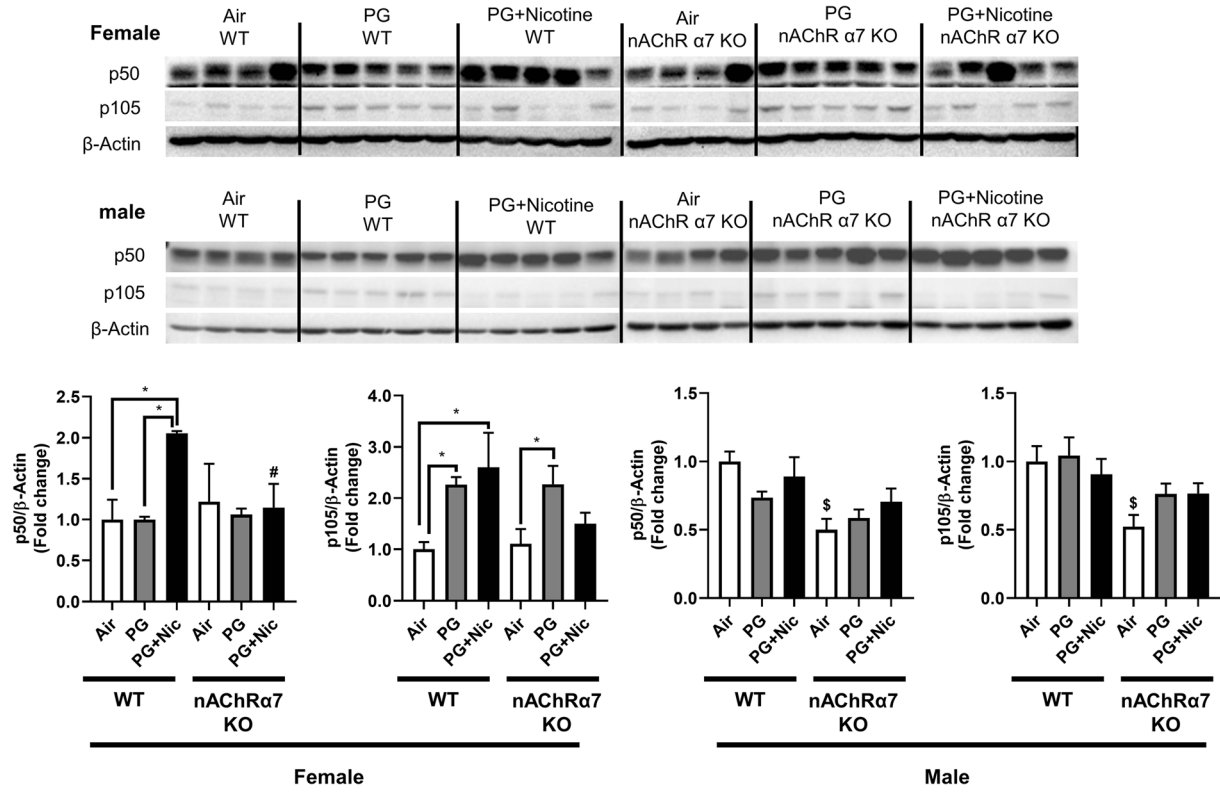 Female
Air
WT
PG
WT
PG+Nicotine
WT
Air
nAChR α7 KO
PG
nAChR α7 KO
PG+Nicotine
nAChR α7 KO
p50
p105
β-Actin
male
Air
WT
PG
WT
PG+Nicotine
WT
Air
nAChR α7 KO
PG
nAChR α7 KO
PG+Nicotine
nAChR α7 KO
p50
p105
β-Actin
p50/β-Actin
(Fold change)
2.5
2.0
1.5
1.0
0.5
0.0
*
*
#
Air
PG
PG+Nic
Air
PG
PG+Nic
WT
nAChRα7
KO
p105/β-Actin
(Fold change)
4.0
3.0
2.0
1.0
0.0
*
*
*
Air
PG
PG+Nic
Air
PG
PG+Nic
WT
nAChRα7
KO
Female
p50/β-Actin
(Fold change)
1.5
1.0
0.5
0.0
$
Air
PG
PG+Nic
Air
PG
PG+Nic
WT
nAChRα7
KO
p105/β-Actin
(Fold change)
1.5
1.0
0.5
0.0
$
Air
PG
PG+Nic
Air
PG
PG+Nic
WT
nAChRα7
KO
Male